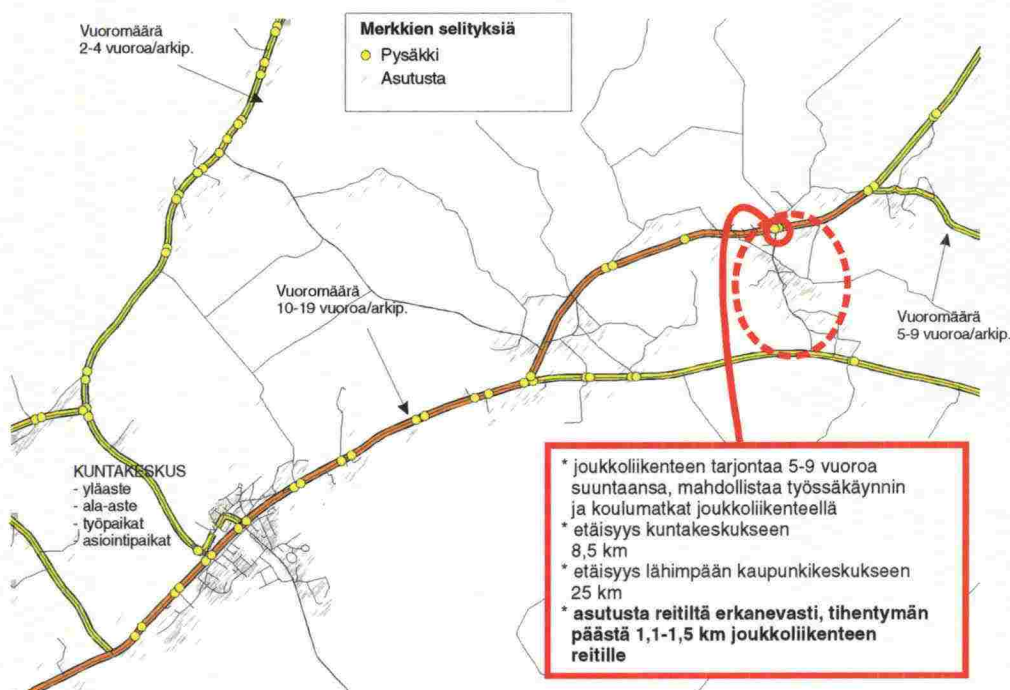 Vuoromäärä
2-4 vuoroa/arkip.
Merkkien selityksiä
Pysäkki
Asutusta
Vuoromäärä
10-19 vuoroa/arkip.
Vuoromäärä
5-9 vuoroa/arkip.
KUNTAKESKUS
- yläaste
- ala-aste
- työpaikat
- asiointipaikat
* joukkoliikenteen tarjontaa 5-9 vuoroa
suuntaansa, mahdollistaa työssäkäynnin
ja koulumatkat joukkoliikenteellä
* etäisyys kuntakeskukseen
8,5 km
* etäisyys lähimpään kaupunkikeskukseen
25 km
* asutusta reitiltä erkanevasti, tihentymän
päästä 1,1-1,5 km joukkoliikenteen
reitille